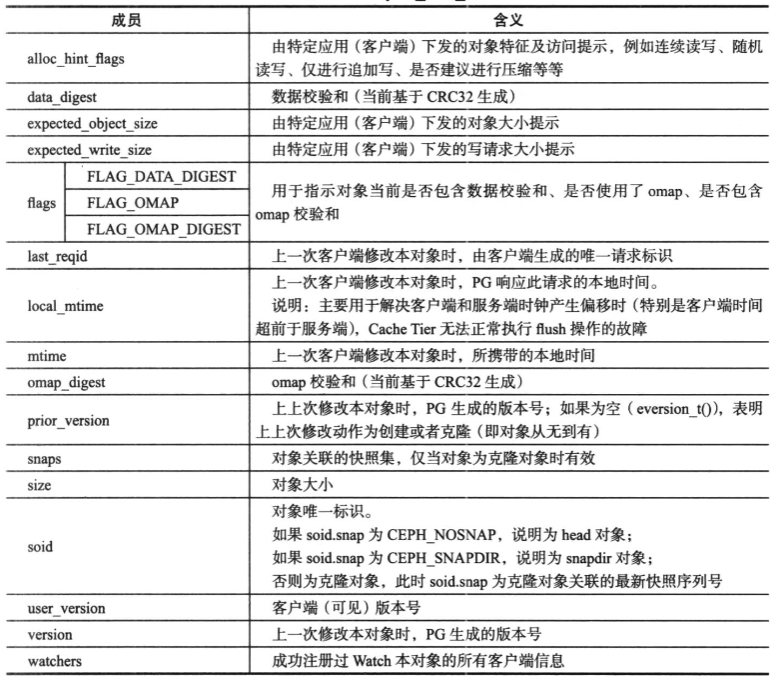 成员 含义
alloc_hint_flags 由特定应用（客户端）下发的对象特征及访问提示，例如连续读写、随机
读写、仅进行追加写、是否建议进行压缩等等
data_digest 数据校验和（当前基于 CRC32 生成）
expected_object_size 由特定应用（客户端）下发的对象大小提示
expected_write_size 由特定应用（客户端）下发的写请求大小提示
flags
FLAG_DATA_DIGEST
FLAG_OMAP
FLAG_OMAP_DIGEST
用于指示对象当前是否包含数据校验和、是否使用了 omap、是否包含
omap 校验和
last_reqid 上一次客户端修改本对象时，由客户端生成的唯一请求标识
local_mtime 上一次客户端修改本对象时，PG 响应此请求的本地时间。
说明：主要用于解决客户端和服务端时钟产生偏移时（特别是客户端时间
超前于服务端），Cache Tier 无法正常执行 flush 操作的故障
mtime 上一次客户端修改本对象时，所携带的本地时间
omap_digest omap 校验和（当前基于 CRC32 生成）
prior_version 上上次修改本对象时，PG 生成的版本号；如果为空（eversion_t()），表明
上上次修改动作为创建或者克隆（即对象从无到有）
snaps 对象关联的快照集，仅当对象为克隆对象时有效
size 对象大小
soid 对象唯一标识。
如果 soid.snap 为 CEPH_NOSNAP，说明为 head 对象；
如果 soid.snap 为 CEPH_SNAPDIR，说明为 snapdir 对象；
否则为克隆对象，此时 soid.snap 为克隆对象关联的最新快照序列号
user_version 客户端（可见）版本号
version 上一次修改本对象时，PG 生成的版本号
watchers 成功注册过 Watch 本对象的所有客户端信息